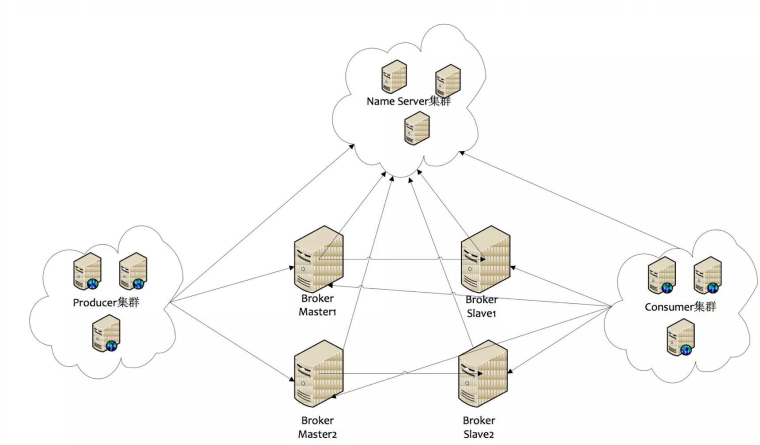 Name Server集群
Producer集群
Broker
Master1
Broker
Slave1
Consumer集群
Broker
Master2
Broker
Slave2